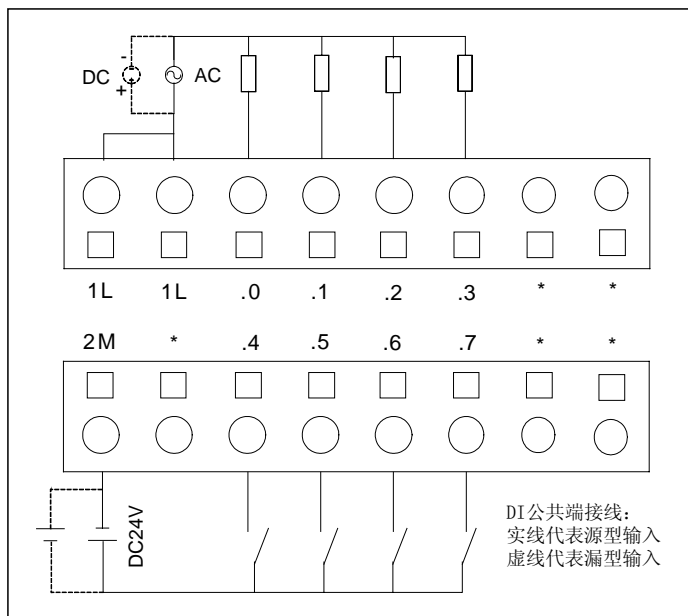 DC - + AC
1L 1L .0 .1 .2 .3 * *
2M * .4 .5 .6 .7 * *
DC24V
DI公共端接线：
实线代表源型输入
虚线代表漏型输入